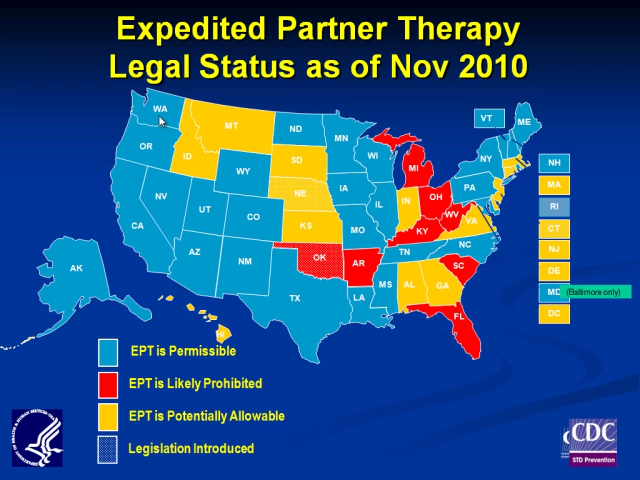 Expedited Partner Therapy
Legal Status as of Nov 2010
WA
MT
ND
MN
VT
ME
OR
ID
SD
WI
MI
NY
NH
WY
MA
NV
NE
IA
PA
RI
UT
CO
IL
IN
OH
WV
VA
CT
CA
KS
MO
KY
NJ
AZ
NM
OK
AR
TN
NC
DE
AK
SC
MD (Baltimore only)
TX
LA
MS
AL
GA
DC
FL
HI
EPT is Permissible
EPT is Likely Prohibited
EPT is Potentially Allowable
Legislation Introduced
CDC
STD Prevention